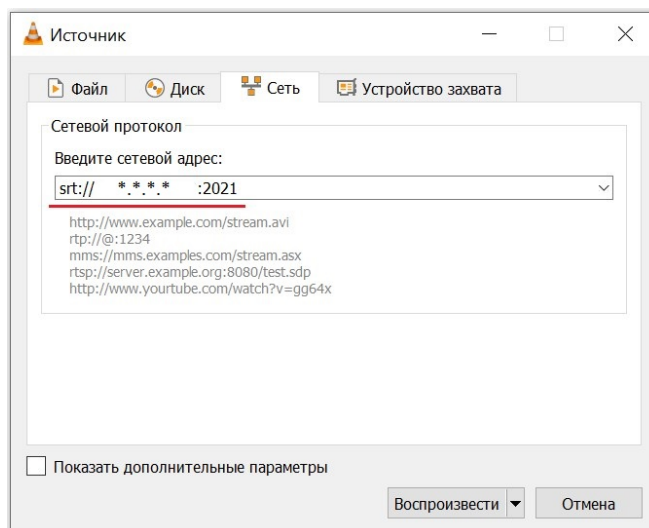 Источник
Файл Диск Сеть Устройство захвата
Сетевой протокол
Введите сетевой адрес:
srt:// *.*.*.* :2021
http://www.example.com/stream.avi
rtp://@:1234
mms://mms.examples.com/stream.asx
rtsp://server.example.org:8080/test.sdp
http://www.yourtube.com/watch?v=gg64x
Показать дополнительные параметры
Воспроизвести Отмена